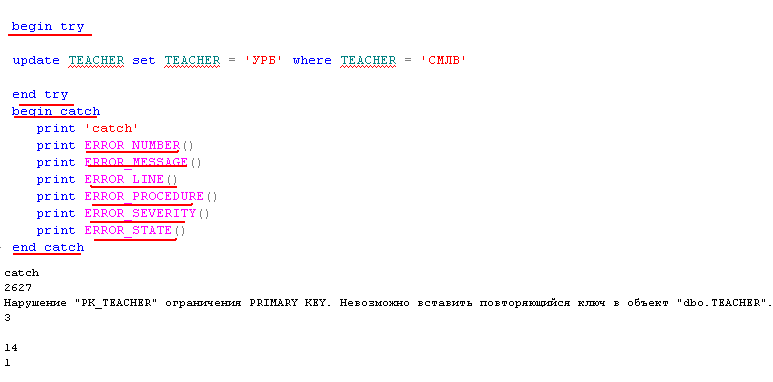 begin try
update TEACHER set TEACHER = 'УРБ' where TEACHER = 'СМЛВ'
end try
begin catch
print 'catch'
print ERROR_NUMBER()
print ERROR_MESSAGE()
print ERROR_LINE()
print ERROR_PROCEDURE()
print ERROR_SEVERITY()
print ERROR_STATE()
end catch
catch
2627
Нарушение "PK_TEACHER" ограничения PRIMARY KEY. Невозможно вставить повторяющийся ключ в объект "dbo.TEACHER".
3
14
1